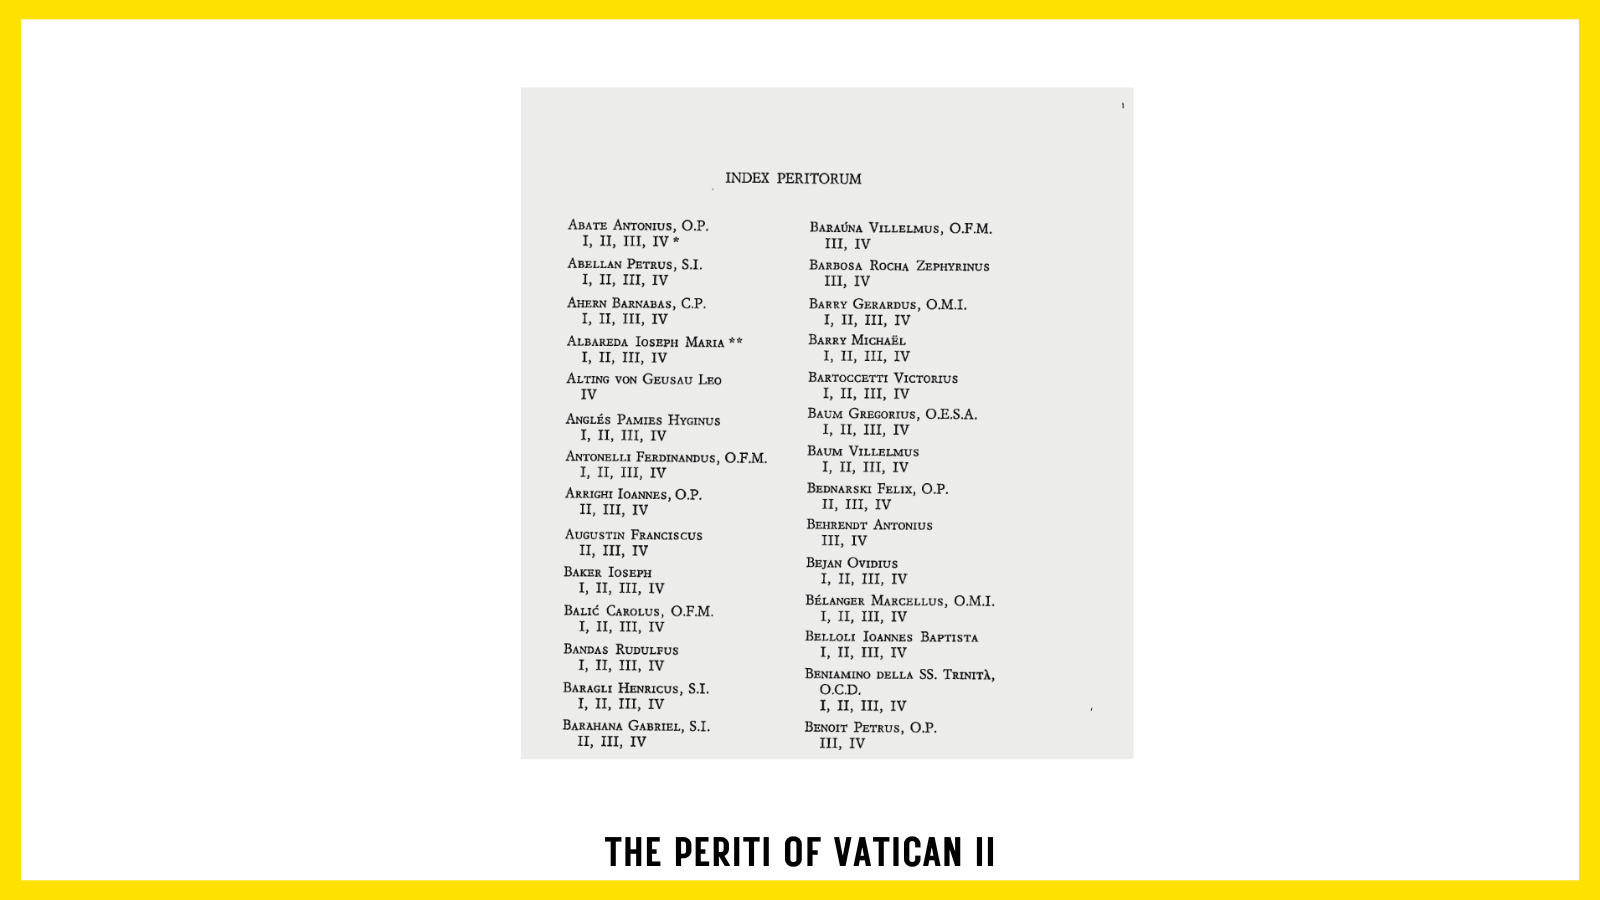 INDEX PERITORUM
ABATE ANTONIUS, O.P.
I, II, III, IV *
ABELLAN PETRUS, S.I.
I, II, III, IV
AHERN BARNABAS, C.P.
I, II, III, IV
ALBAREDA IOSEPH MARIA **
I, II, III, IV
ALTING VON GEUSAU LEO
IV
ANGLÉS PAMIES HYGINUS
I, II, III, IV
ANTONELLI FERDINANDUS, O.F.M.
I, II, III, IV
ARRIGHI IOANNES, O.P.
II, III, IV
AUGUSTIN FRANCISCUS
II, III, IV
BAKER IOSEPH
I, II, III, IV
BALIĆ CAROLUS, O.F.M.
I, II, III, IV
BANDAS RUDULFUS
I, II, III, IV
BARAGLI HENRICUS, S.I.
I, II, III, IV
BARAHANA GABRIEL, S.I.
II, III, IV
BARAÚNA VILLELMUS, O.F.M.
III, IV
BARBOSA ROCHA ZEPHYRINUS
III, IV
BARRY GERARDUS, O.M.I.
I, II, III, IV
BARRY MICHAËL
I, II, III, IV
BARTOCCETTI VICTORIUS
I, II, III, IV
BAUM GREGORIUS, O.E.S.A.
I, II, III, IV
BAUM VILLELMUS
I, II, III, IV
BEDNARSKI FELIX, O.P.
II, III, IV
BEHRENDT ANTONIUS
III, IV
BEJAN OVIDIUS
I, II, III, IV
BÉLANGER MARCELLUS, O.M.I.
I, II, III, IV
BELLOLI IOANNES BAPTISTA
I, II, III, IV
BENIAMINO DELLA SS. TRINITÀ,
O.C.D.
I, II, III, IV
BENOIT PETRUS, O.P.
III, IV
THE PERITI OF VATICAN II